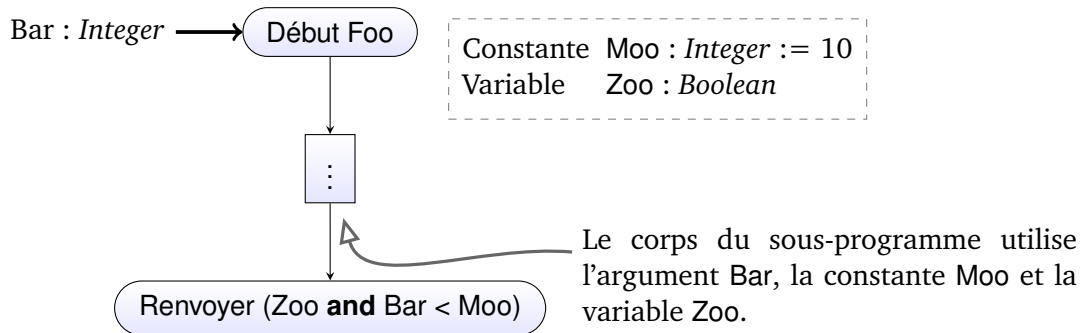 Bar : Integer
Début Foo
Constante Moo : Integer := 10
Variable Zoo : Boolean
⋮
Le corps du sous-programme utilise
l'argument Bar, la constante Moo et la
variable Zoo.
Renvoyer (Zoo and Bar < Moo)